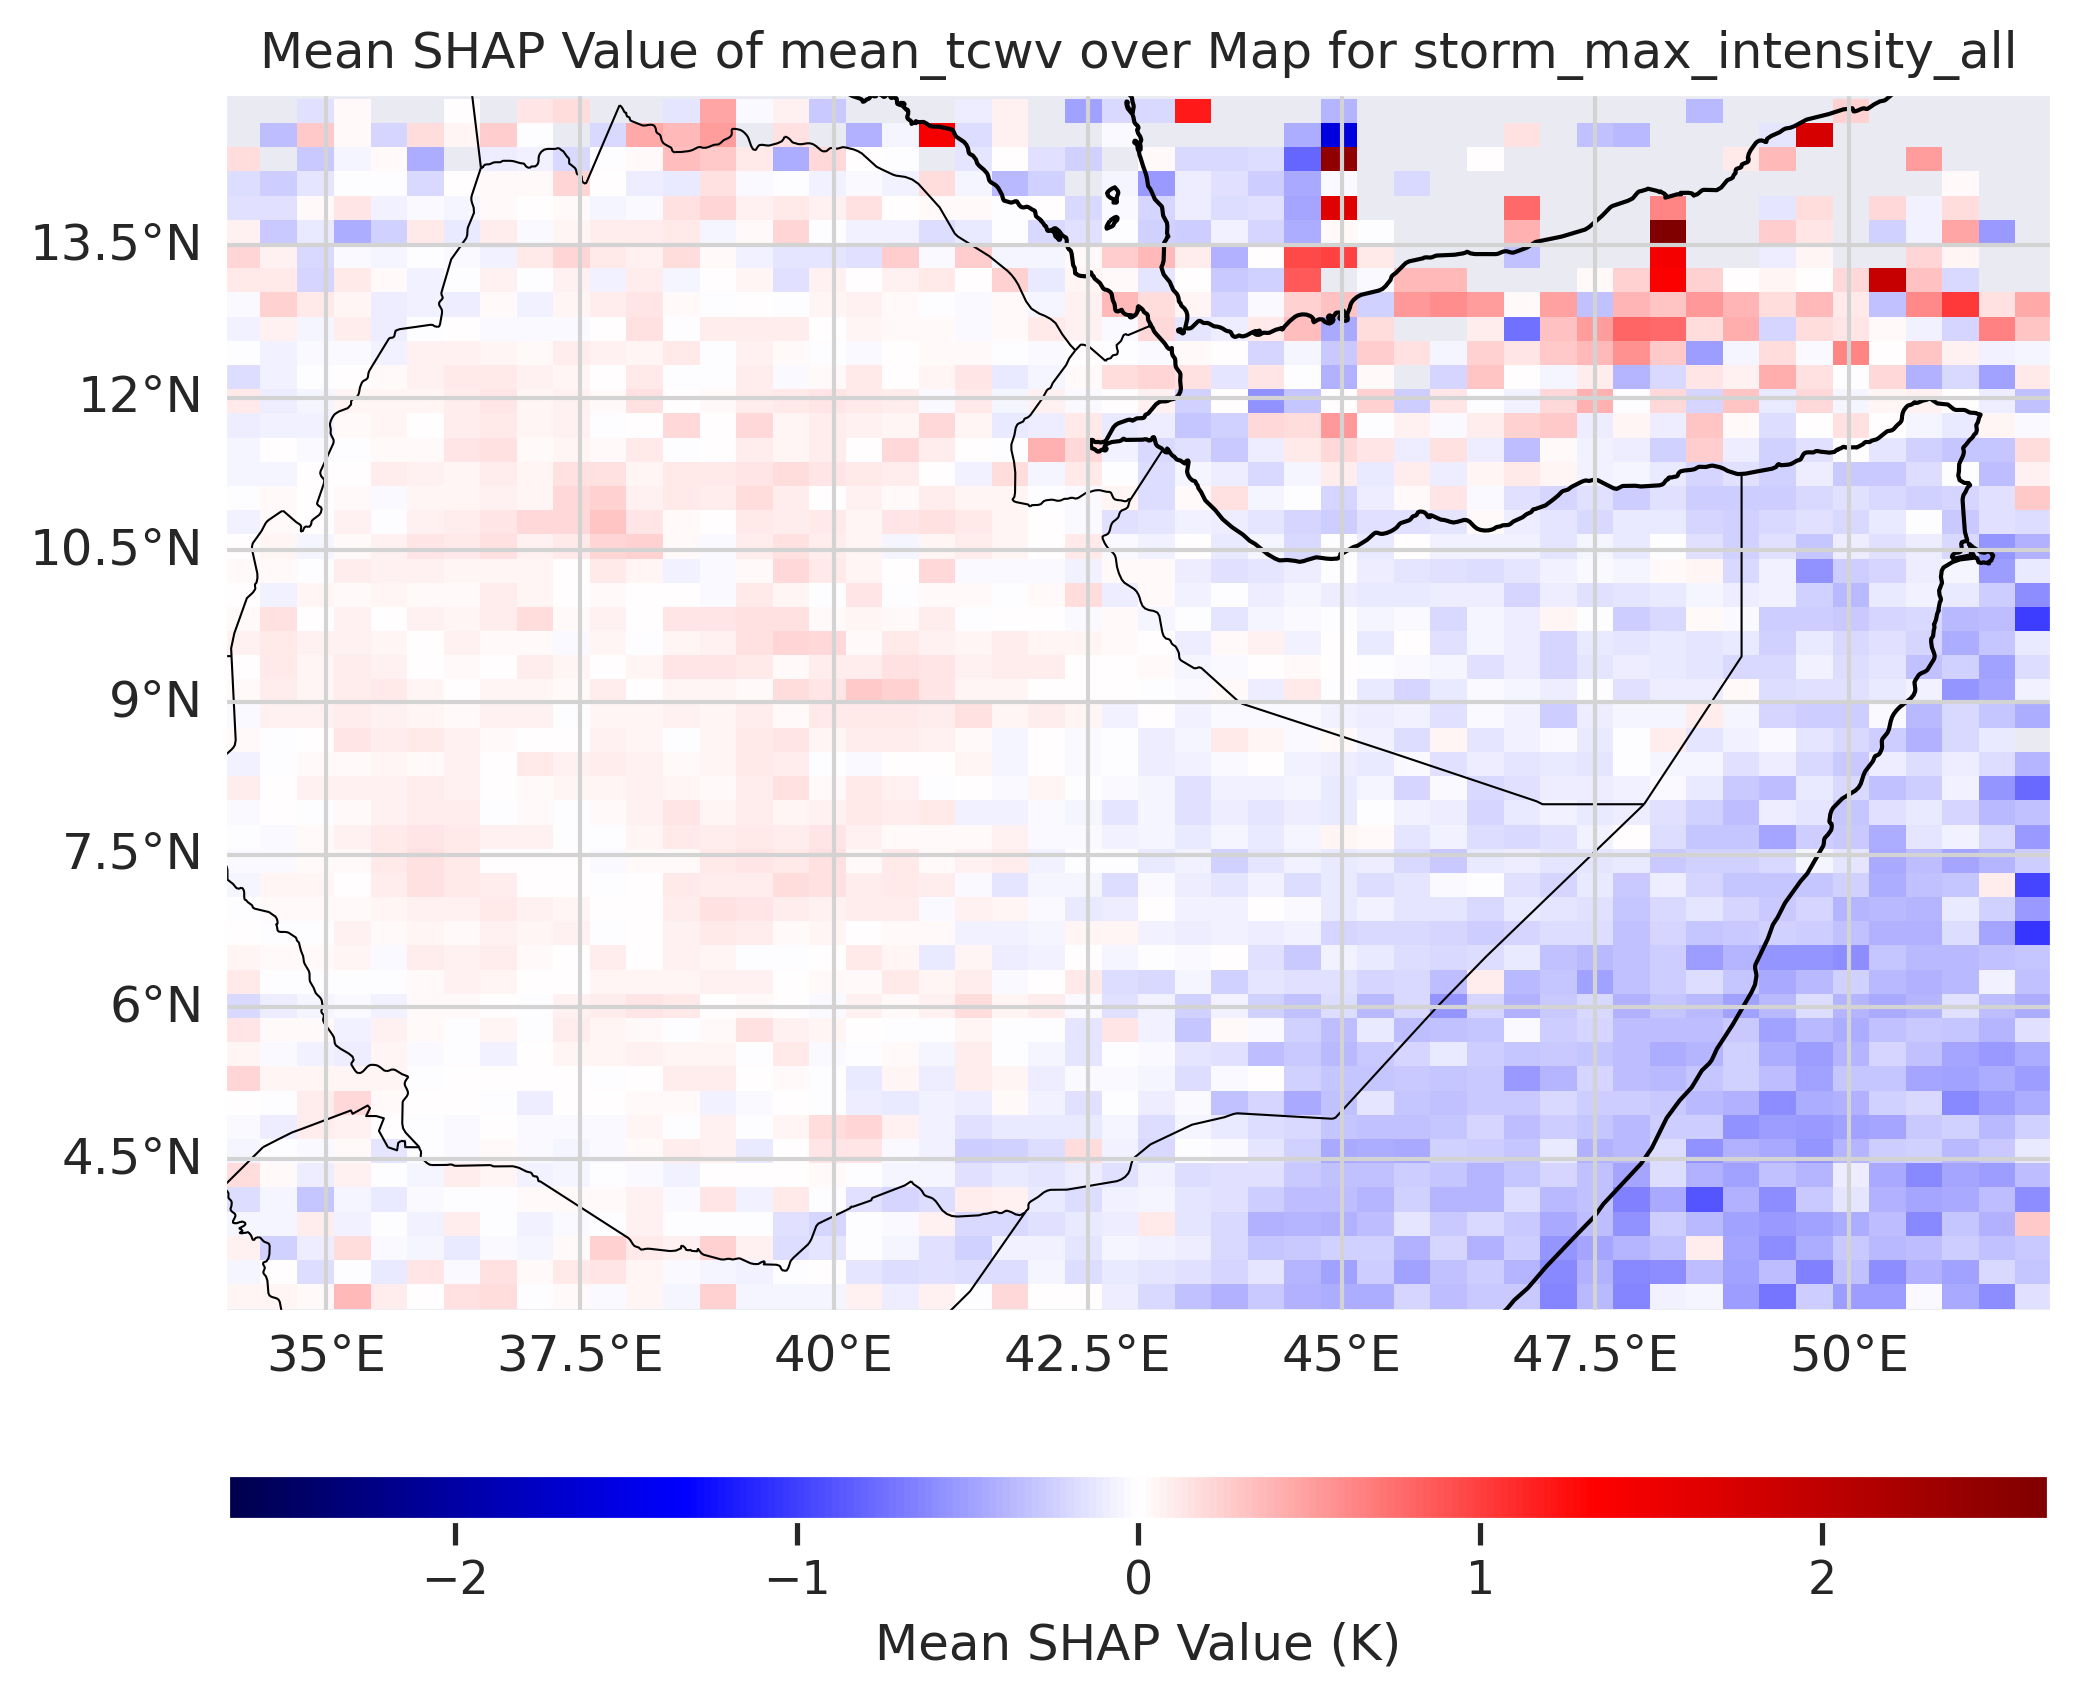 Mean SHAP Value of mean_tcwv over Map for storm_max_intensity_all
13.5°N
12°N
10.5°N
9°N
7.5°N
6°N
4.5°N
35°E 37.5°E 40°E 42.5°E 45°E 47.5°E 50°E
−2 −1 0 1 2
Mean SHAP Value (K)